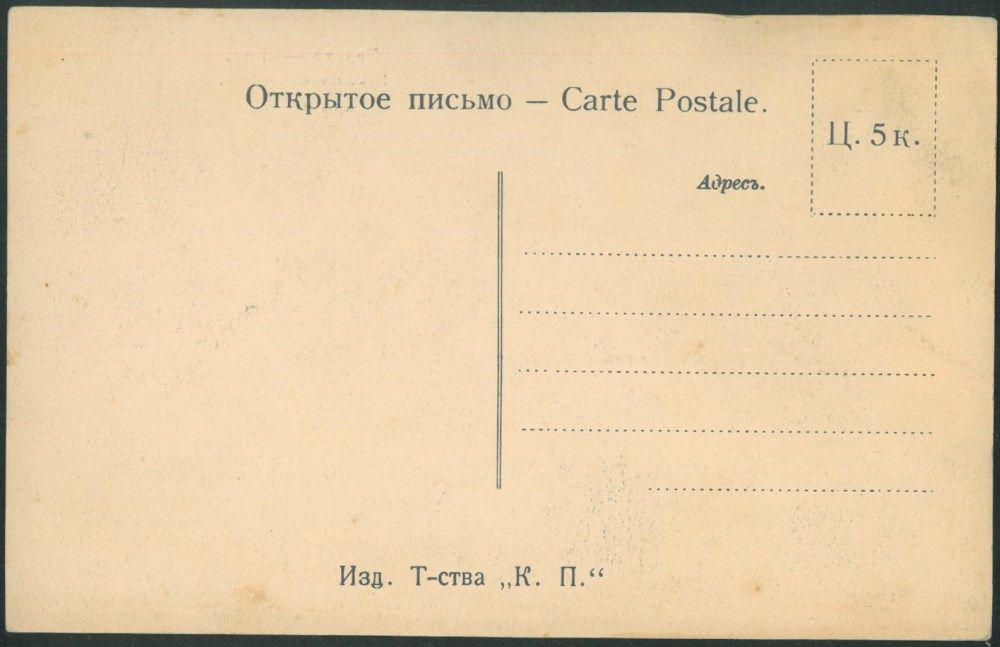 Открытое письмо — Carte Postale.
Ц. 5 к.
Адресъ.
Изд. Т-ства „К. П.“